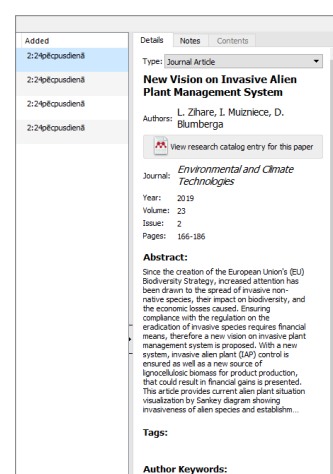 Added
2:24pēcpusdienā
2:24pēcpusdienā
2:24pēcpusdienā
2:24pēcpusdienā
Details Notes Contents
Type: Journal Article
New Vision on Invasive Alien
Plant Management System
Authors: L. Zihare, I. Muizniece, D.
Blumberga
View research catalog entry for this paper
Journal: Environmental and Climate
Technologies
Year: 2019
Volume: 23
Issue: 2
Pages: 166-186
Abstract:
Since the creation of the European Union's (EU)
Biodiversity Strategy, increased attention has
been drawn to the spread of invasive non-
native species, their impact on biodiversity, and
the economic losses caused. Ensuring
compliance with the regulation on the
eradication of invasive species requires financial
means, therefore a new vision on invasive plant
management system is proposed. With a new
system, invasive alien plant (IAP) control is
ensured as well as a new source of
lignocellulosic biomass for product production,
that could result in financial gains is presented.
This article provides current alien plant situation
visualization by Sankey diagram showing
invasiveness of alien species and establishm...
Tags:
Author Keywords: